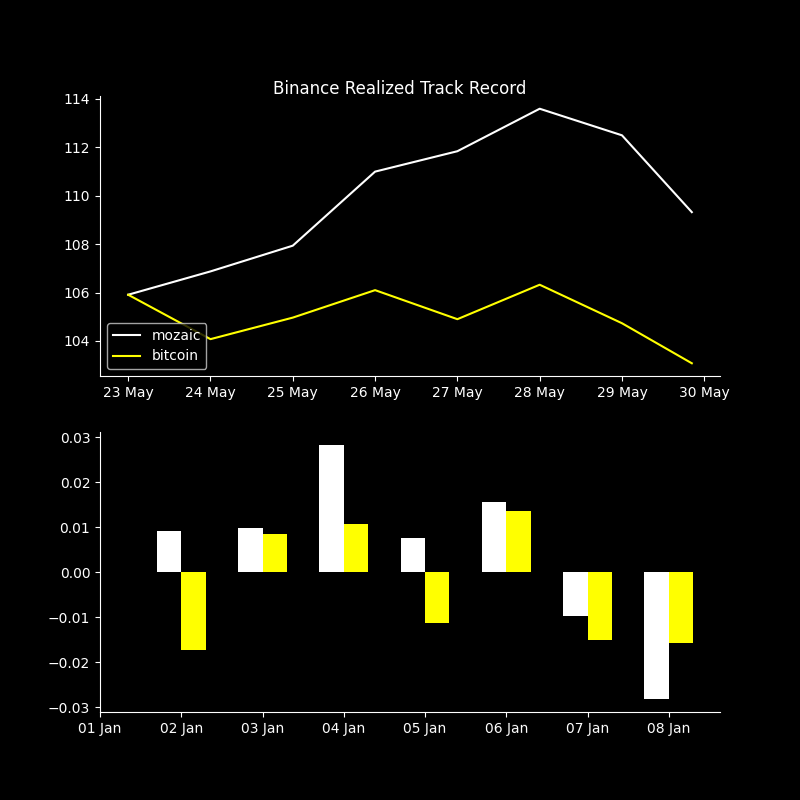 Binance Realized Track Record
114
112
110
108
106
104
mozaic
bitcoin
23 May 24 May 25 May 26 May 27 May 28 May 29 May 30 May
0.03
0.02
0.01
0.00
−0.01
−0.02
−0.03
01 Jan 02 Jan 03 Jan 04 Jan 05 Jan 06 Jan 07 Jan 08 Jan